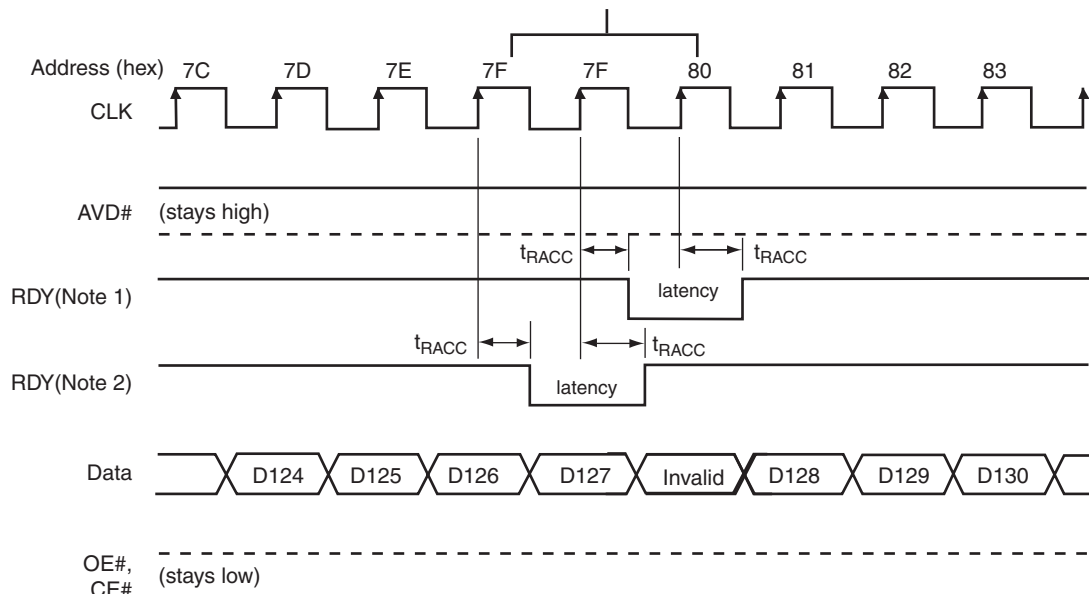 Address (hex) 7C 7D 7E 7F 7F 80 81 82 83
CLK
AVD# (stays high)
tRACC tRACC
RDY(Note 1) latency
tRACC tRACC
RDY(Note 2) latency
Data D124 D125 D126 D127 Invalid D128 D129 D130
OE#,
CE# (stays low)